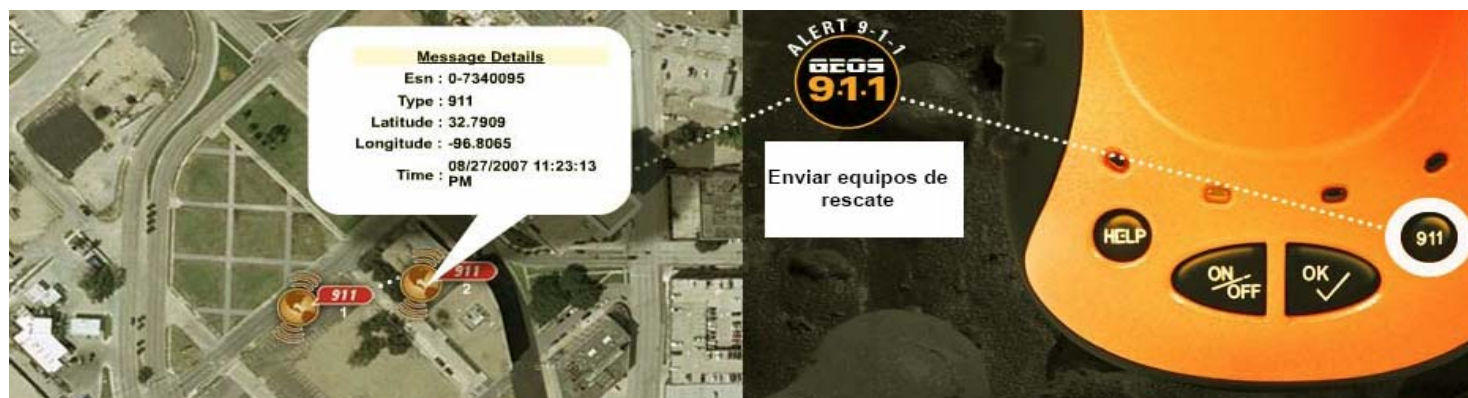 Message Details
Esn : 0-7340095
Type : 911
Latitude : 32.7909
Longitude : -96.8065
Time : 08/27/2007 11:23:13
PM
911
1
911
2
ALERT 9-1-1
GEOS
9·1·1
Enviar equipos de
rescate
HELP
ON/OFF
OK
911